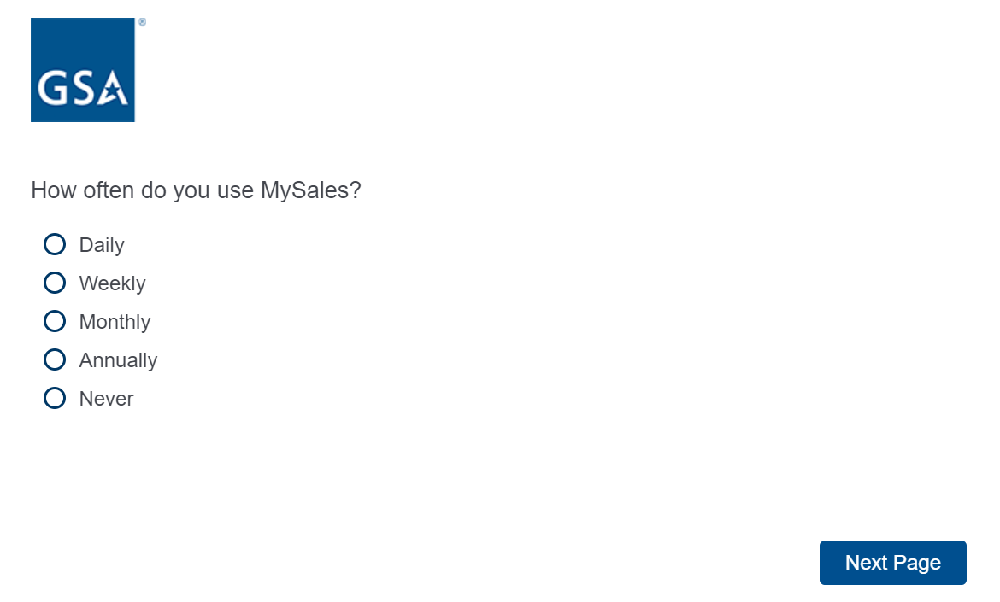 ®
GSA
How often do you use MySales?
Daily
Weekly
Monthly
Annually
Never
Next Page